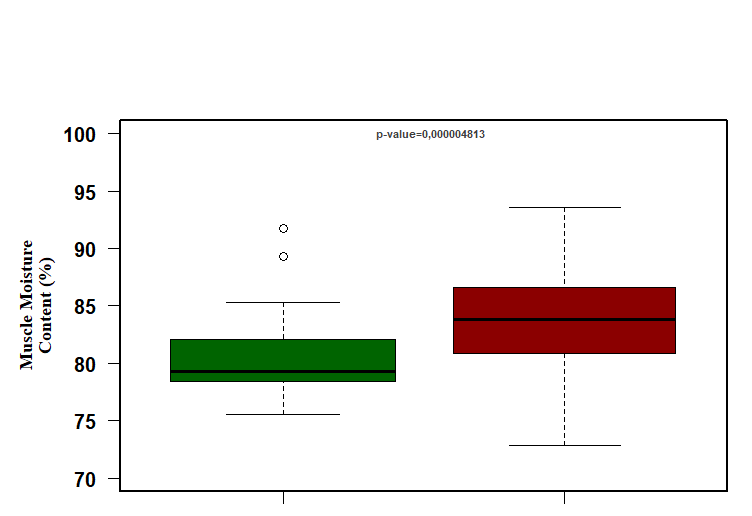 p-value=0,000004813
100
95
90
85
80
75
70
Muscle Moisture
Content (%)